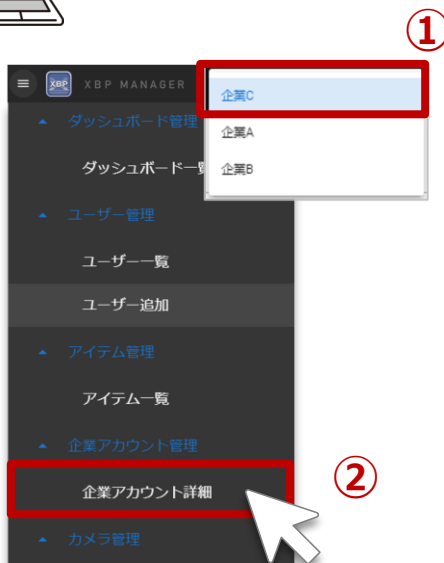 ①
XBP XBP MANAGER
企業C
企業A
企業B
ダッシュボード管理
ダッシュボード一覧
ユーザー管理
ユーザー一覧
ユーザー追加
アイテム管理
アイテム一覧
企業アカウント管理
企業アカウント詳細
②
カメラ管理